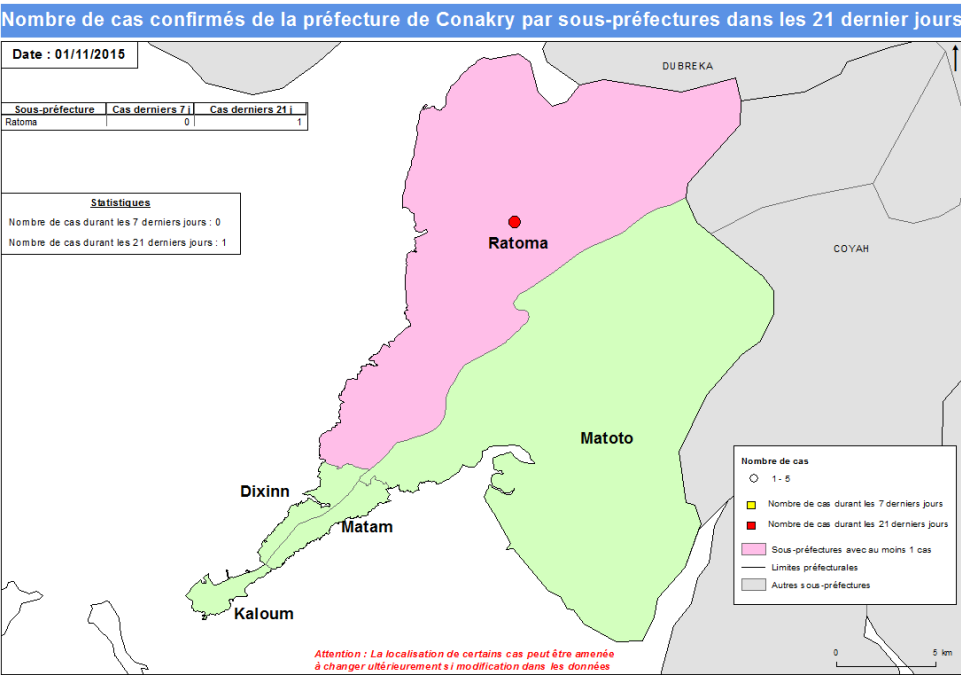 Nombre de cas confirmés de la préfecture de Conakry par sous-préfectures dans les 21 dernier jours
Date : 01/11/2015
DUBREKA
Sous-préfecture Cas derniers 7 j Cas derniers 21 j
Ratoma 0 1
Statistiques
Nombre de cas durant les 7 derniers jours : 0
Nombre de cas durant les 21 derniers jours : 1
Ratoma
COYAH
Matoto
Dixinn
Matam
Kaloum
Nombre de cas
1 - 5
Nombre de cas durant les 7 derniers jours
Nombre de cas durant les 21 derniers jours
Sous-préfectures avec au moins 1 cas
Limites préfecturales
Autres sous-préfectures
Attention : La localisation de certains cas peut être amenée
à changer ultérieurement si modification dans les données
0 5 km